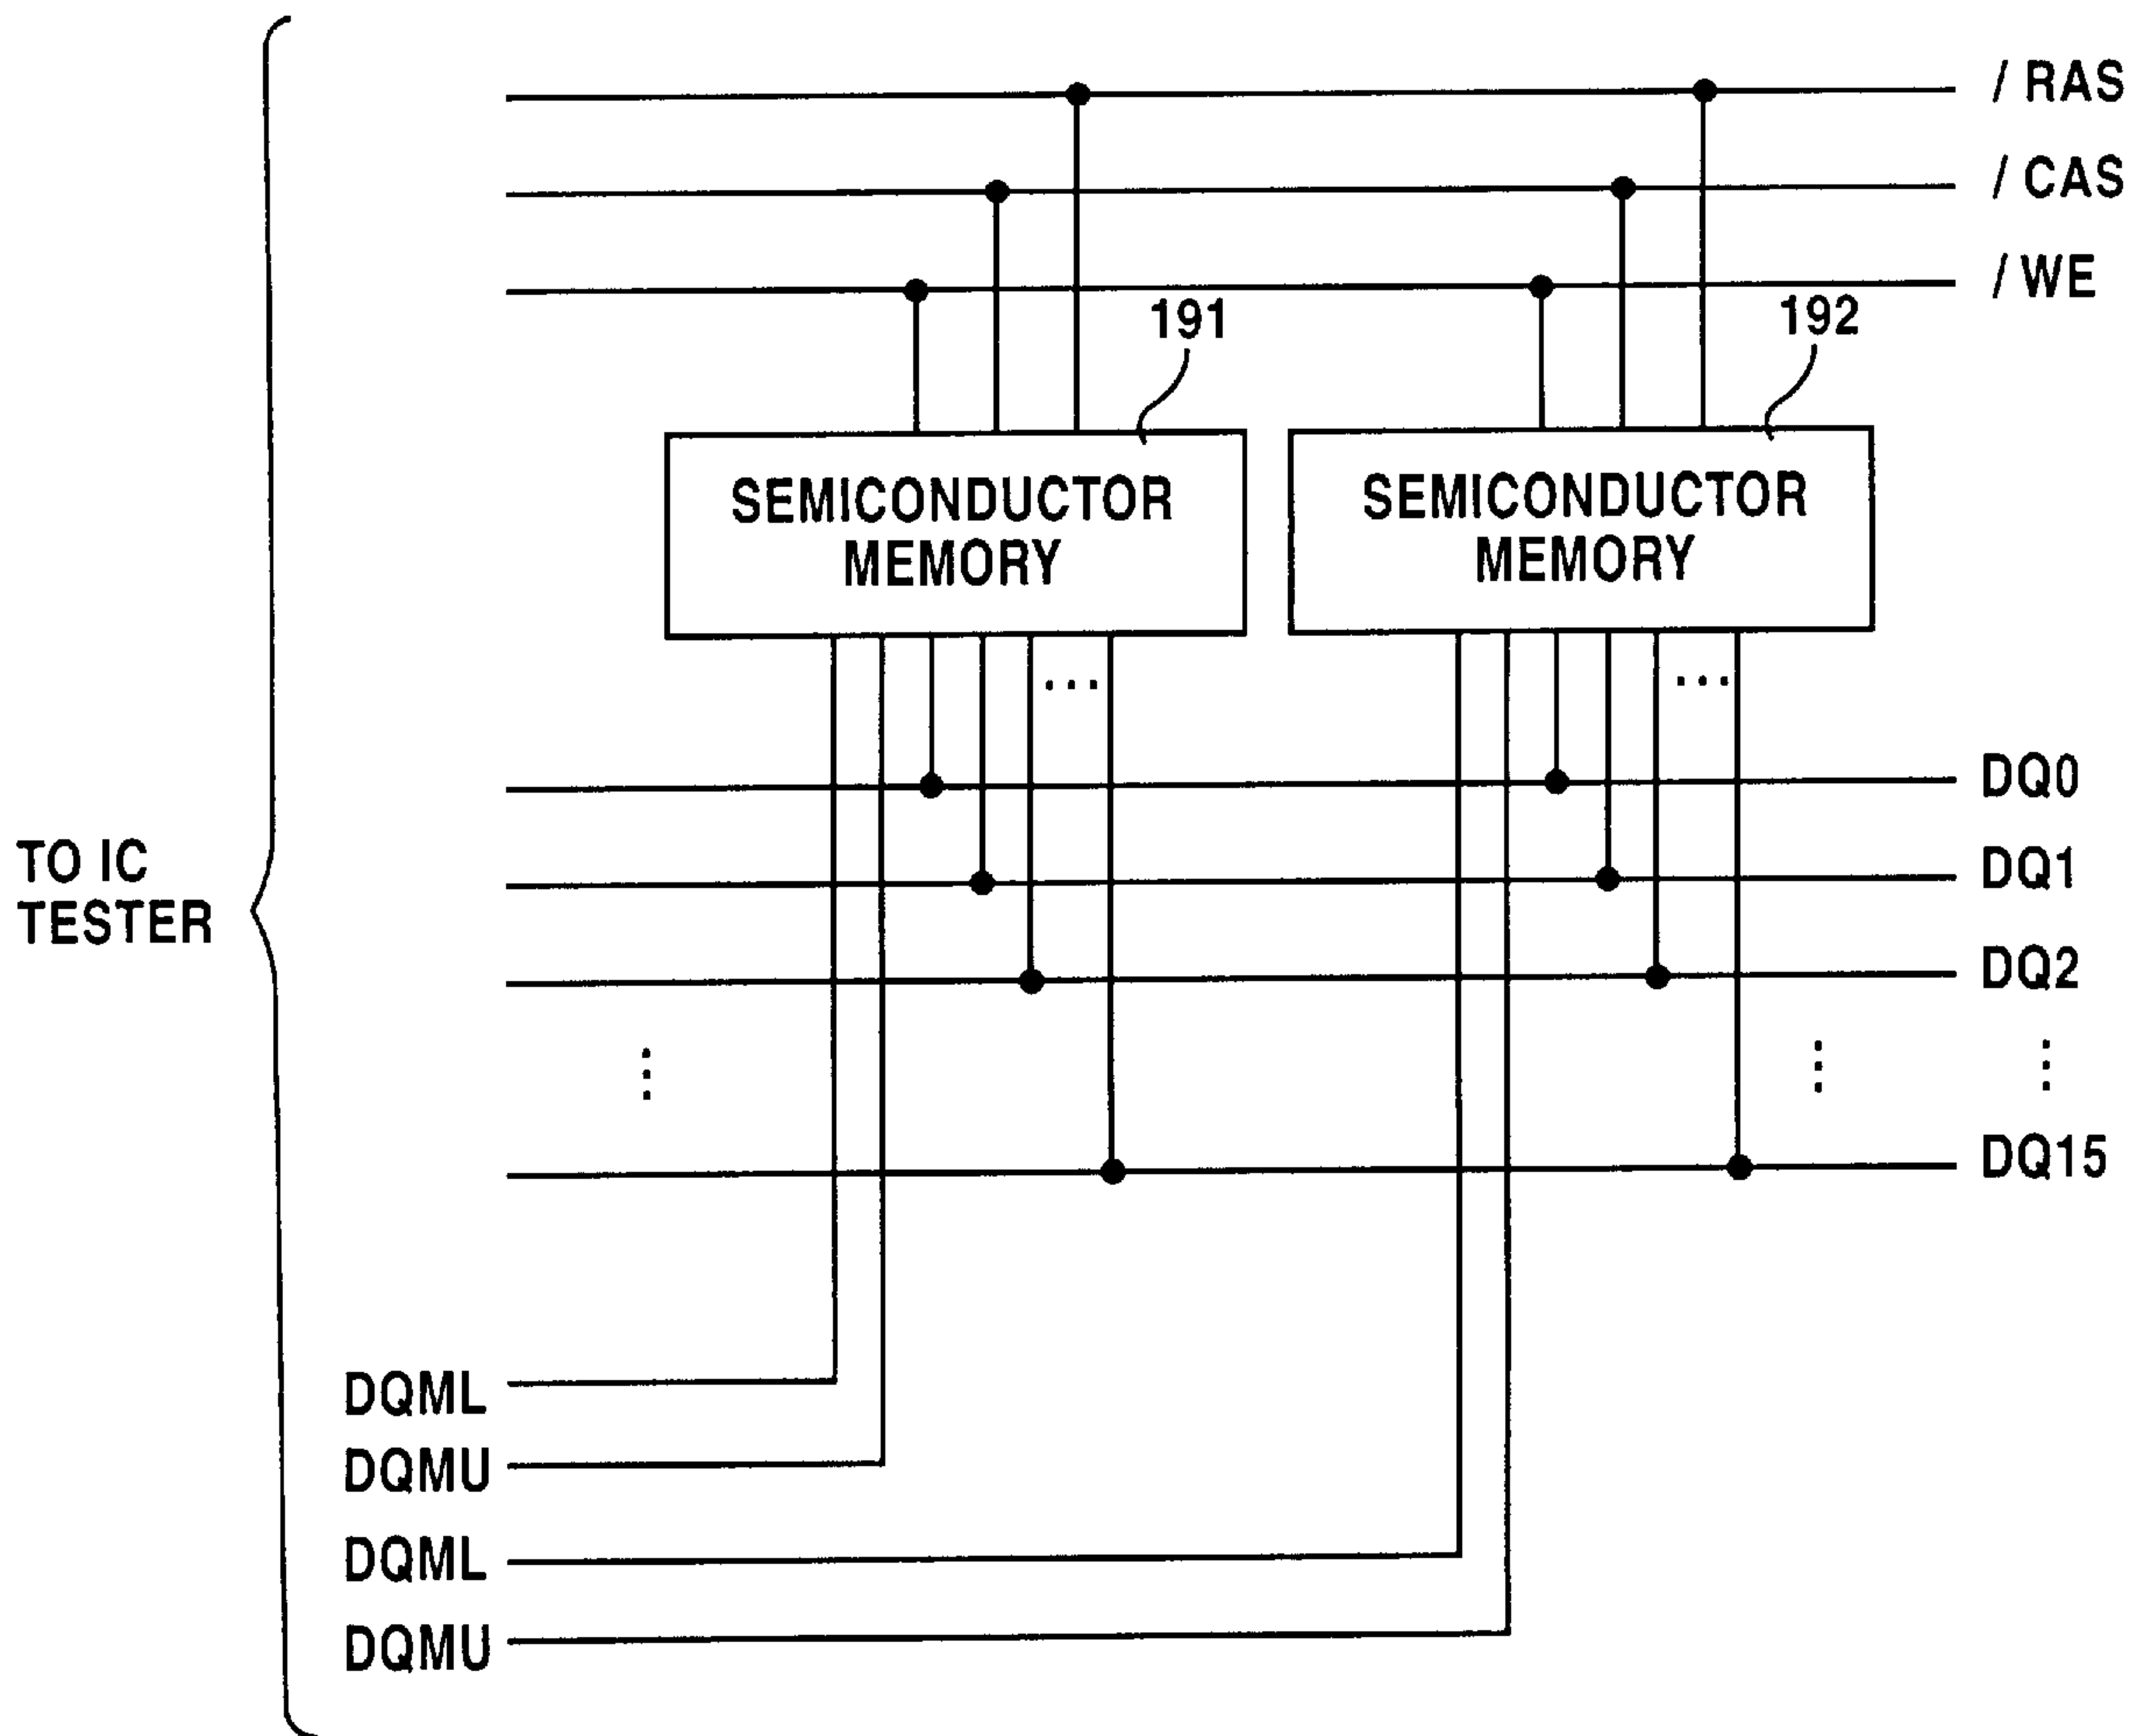 / RAS
/ CAS
/ WE
191
192
SEMICONDUCTOR
MEMORY
SEMICONDUCTOR
MEMORY
...
...
DQ0
DQ1
DQ2
DQ15
TO IC
TESTER
DQML
DQMU
DQML
DQMU